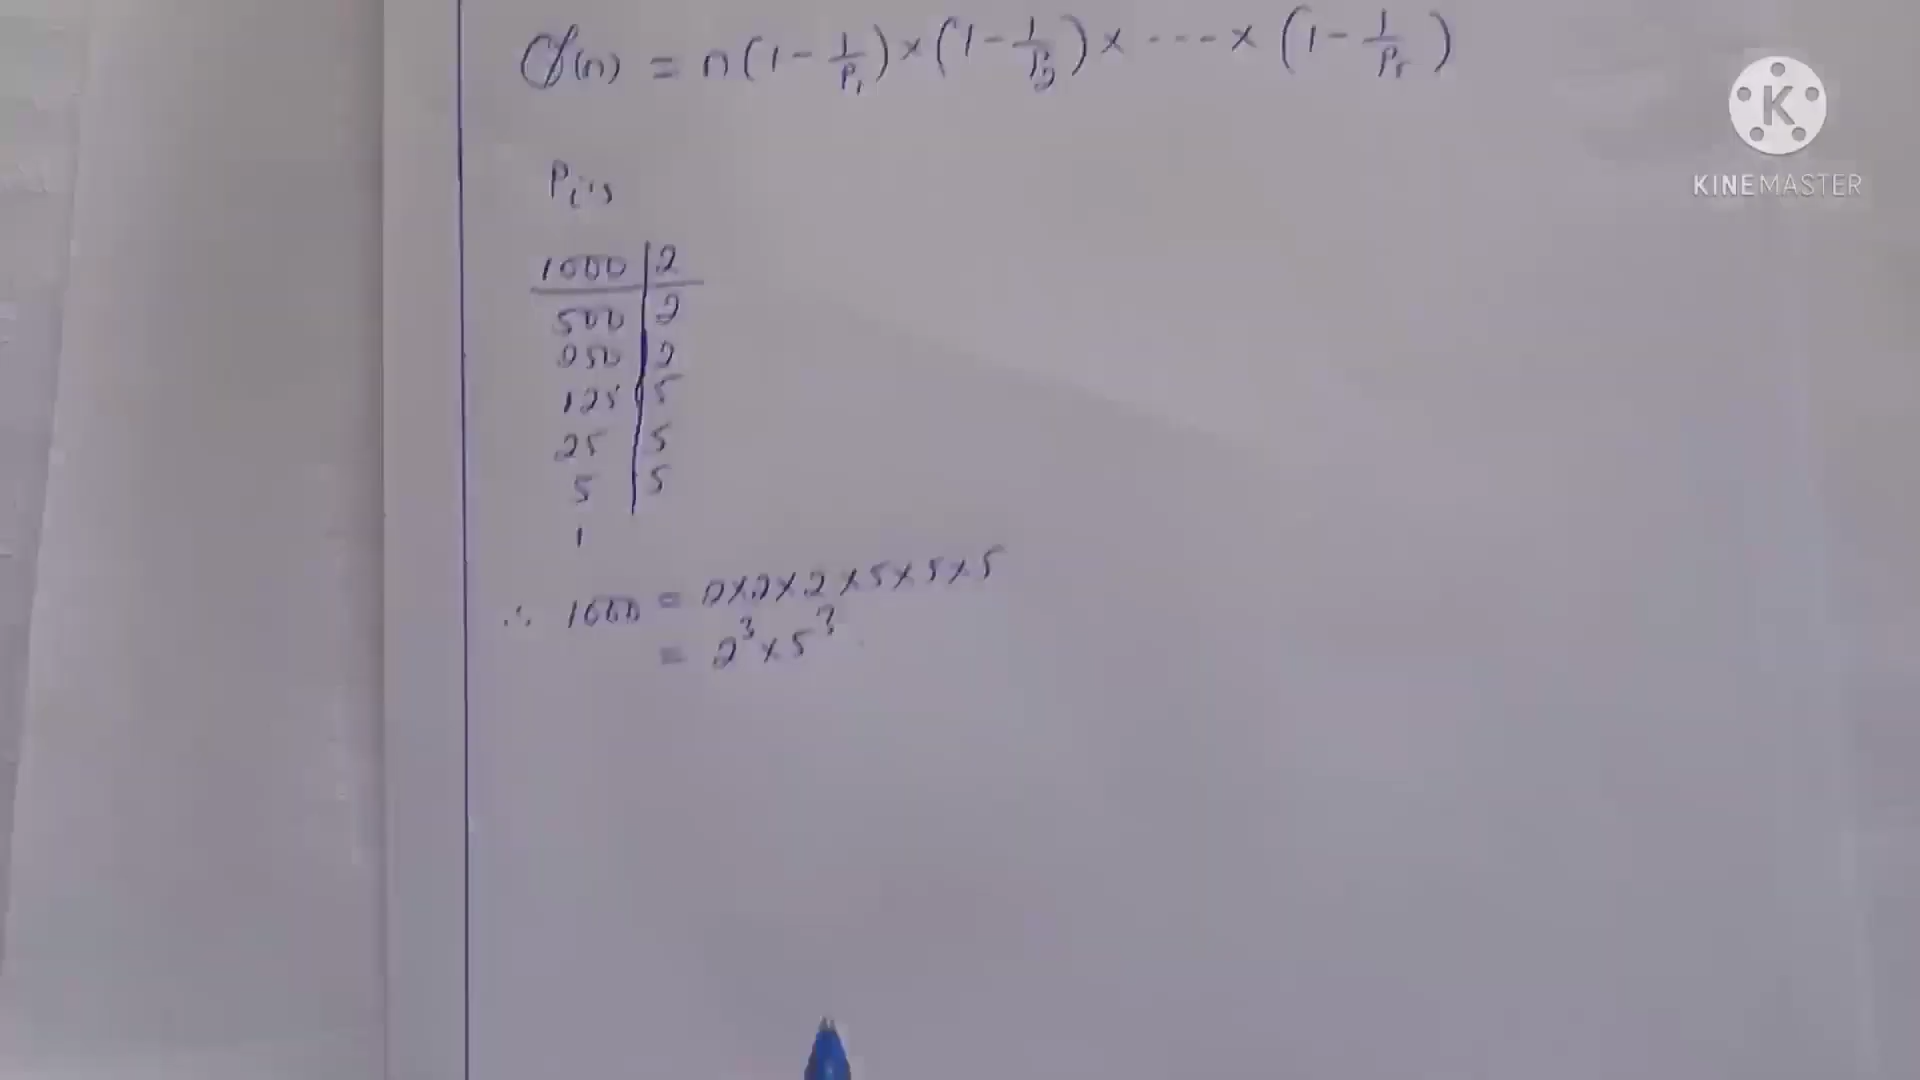 φ(n) = n(1 - 1/P₁) × (1 - 1/P₂) × --- × (1 - 1/Pᵣ)
K
KINEMASTER
Pᵢ's
1000 | 2
500 | 2
250 | 2
125 | 5
25 | 5
5 | 5
1
∴ 1000 = 2×2×2×5×5×5
= 2³×5³